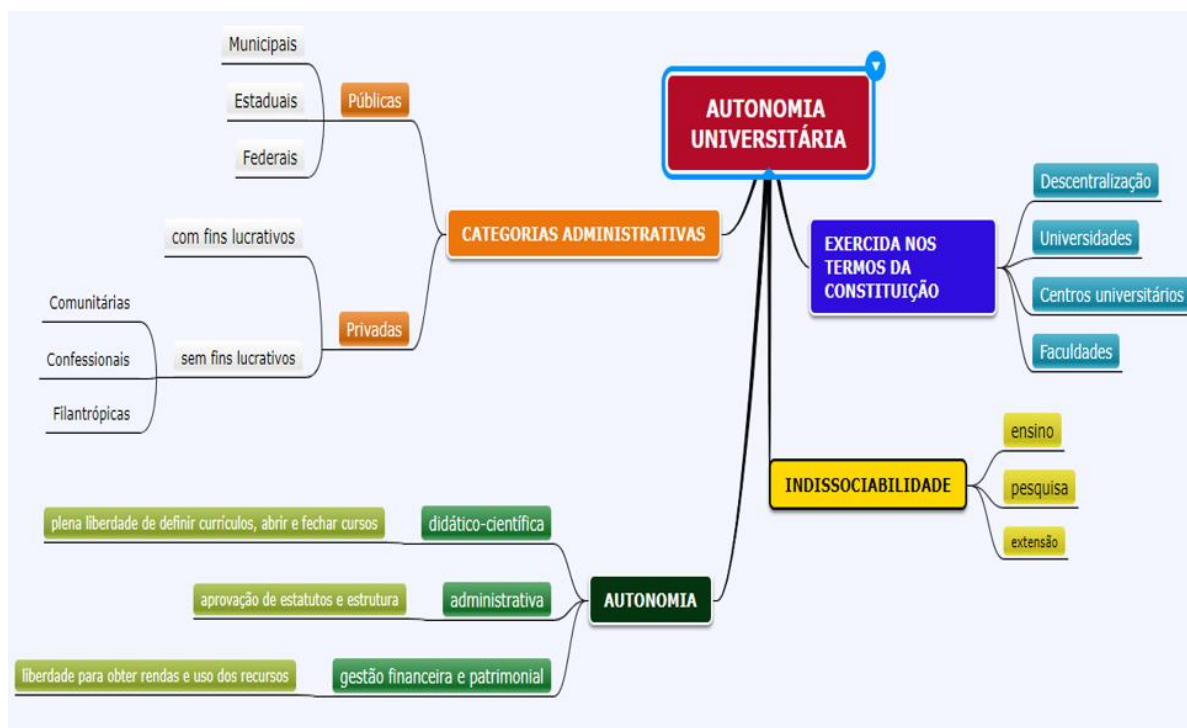 AUTONOMIA
UNIVERSITÁRIA
CATEGORIAS ADMINISTRATIVAS
Públicas
Municipais
Estaduais
Federais
Privadas
com fins lucrativos
sem fins lucrativos
Comunitárias
Confessionais
Filantrópicas
EXERCIDA NOS
TERMOS DA
CONSTITUIÇÃO
Descentralização
Universidades
Centros universitários
Faculdades
INDISSOCIABILIDADE
ensino
pesquisa
extensão
AUTONOMIA
didático-científica
plena liberdade de definir currículos, abrir e fechar cursos
administrativa
aprovação de estatutos e estrutura
gestão financeira e patrimonial
liberdade para obter rendas e uso dos recursos